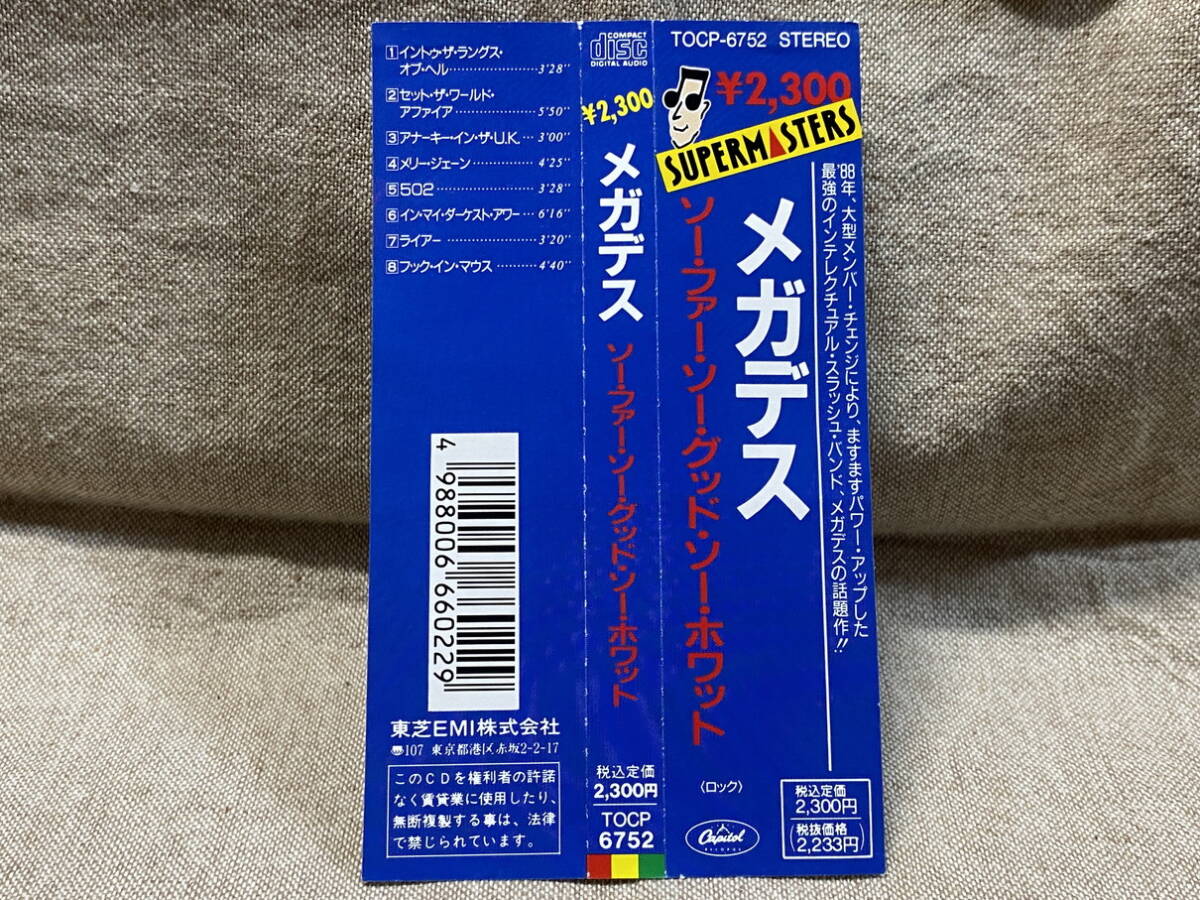 1 イントゥ・ザ・ラングス・
オブ・ヘル……………………3'28''
2 セット・ザ・ワールド・
アファイア……………………5'50''
3 アナーキー・イン・ザ・U.K.…3'00''
4 メリー・ジェーン…………4'25''
5 502…………………………3'28''
6 イン・マイ・ダーケスト・アワー…6'16''
7 ライアー……………………3'20''
8 フック・イン・マウス…………4'40''
4 988006 660229
東芝EMI株式会社
〠107 東京都港区赤坂2-2-17
このCDを権利者の許諾
なく賃貸業に使用したり、
無断複製する事は、法律
で禁じられています。
COMPACT
disc
DIGITAL AUDIO
¥2,300
メガデス
ソー・ファー・ソー・グッド・ソー・ホワット
税込定価
2,300円
TOCP
6752
TOCP-6752 STEREO
¥2,300
SUPERMASTERS
メガデス
ソー・ファー・ソー・グッド・ソー・ホワット
'88年、大型メンバー・チェンジにより、ますますパワー・アップした
最強のインテレクチュアル・スラッシュ・バンド、メガデスの話題作!!
〈ロック〉
Capitol
RECORDS
税込定価
2,300円
(税抜価格
2,233円)